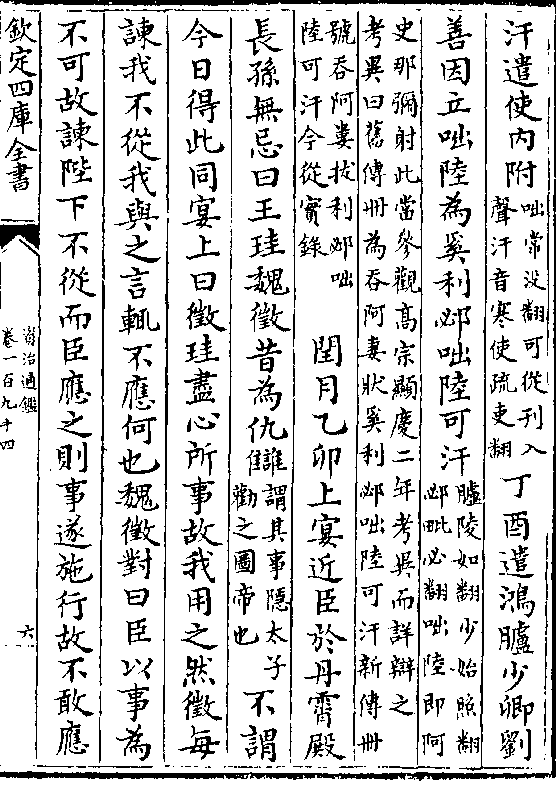 汗遣使内附咄當没翻可從刊入聲汗音寒使疏吏翻丁酉遣鴻臚少卿劉
善因立咄陸為奚利邲咄陸可汗臚陵如翻少始照翻邲毗必翻咄陸即阿
史那彌射此當參觀髙宗顯慶二年考異而詳辯之考異曰舊傳冊為吞阿妻狀奚利邲咄陸可汗新傳冊
號吞阿婁拔利邲咄陸可汗今從實録　閏月乙卯上宴近臣於丹霄殿
長孫無忌曰王珪魏徵昔為仇讎謂其事隱太子勸之圖帝也不謂
今日得此同宴上曰徵珪盡心所事故我用之然徵每
諫我不從我與之言輒不應何也魏徵對曰臣以事為
不可故諫陛下不從而臣應之則事遂施行故不敢應
欽定四庫全書
資治通鑑
卷一百九十四
六